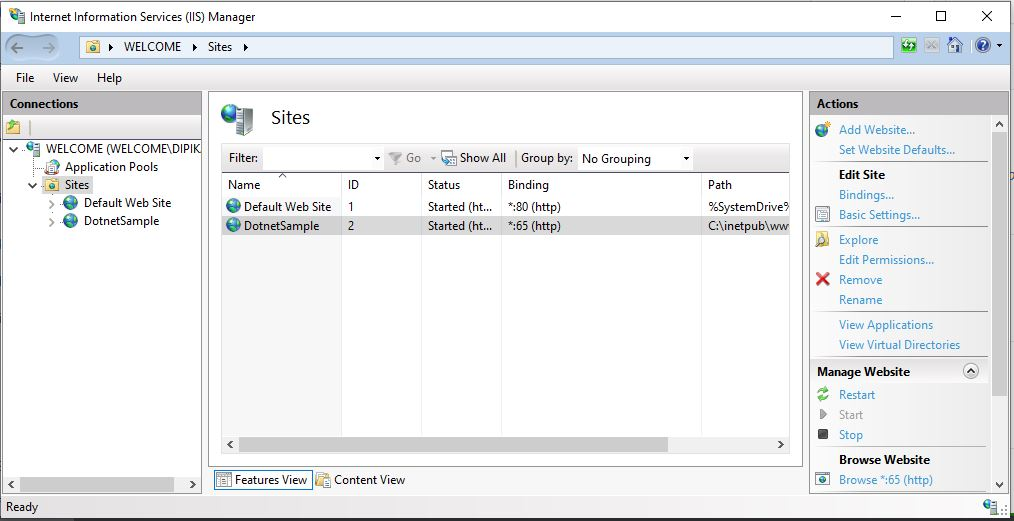 Internet Information Services (IIS) Manager
WELCOME Sites
File View Help
Connections
WELCOME (WELCOME\DIPIK
Application Pools
Sites
Default Web Site
DotnetSample
Sites
Filter: Go Show All Group by: No Grouping
Name ID Status Binding Path
Default Web Site 1 Started (ht... *:80 (http) %SystemDrive%
DotnetSample 2 Started (ht... *:65 (http) C:\inetpub\ww
Features View Content View
Actions
Add Website...
Set Website Defaults...
Edit Site
Bindings...
Basic Settings...
Explore
Edit Permissions...
Remove
Rename
View Applications
View Virtual Directories
Manage Website
Restart
Start
Stop
Browse Website
Browse *:65 (http)
Ready